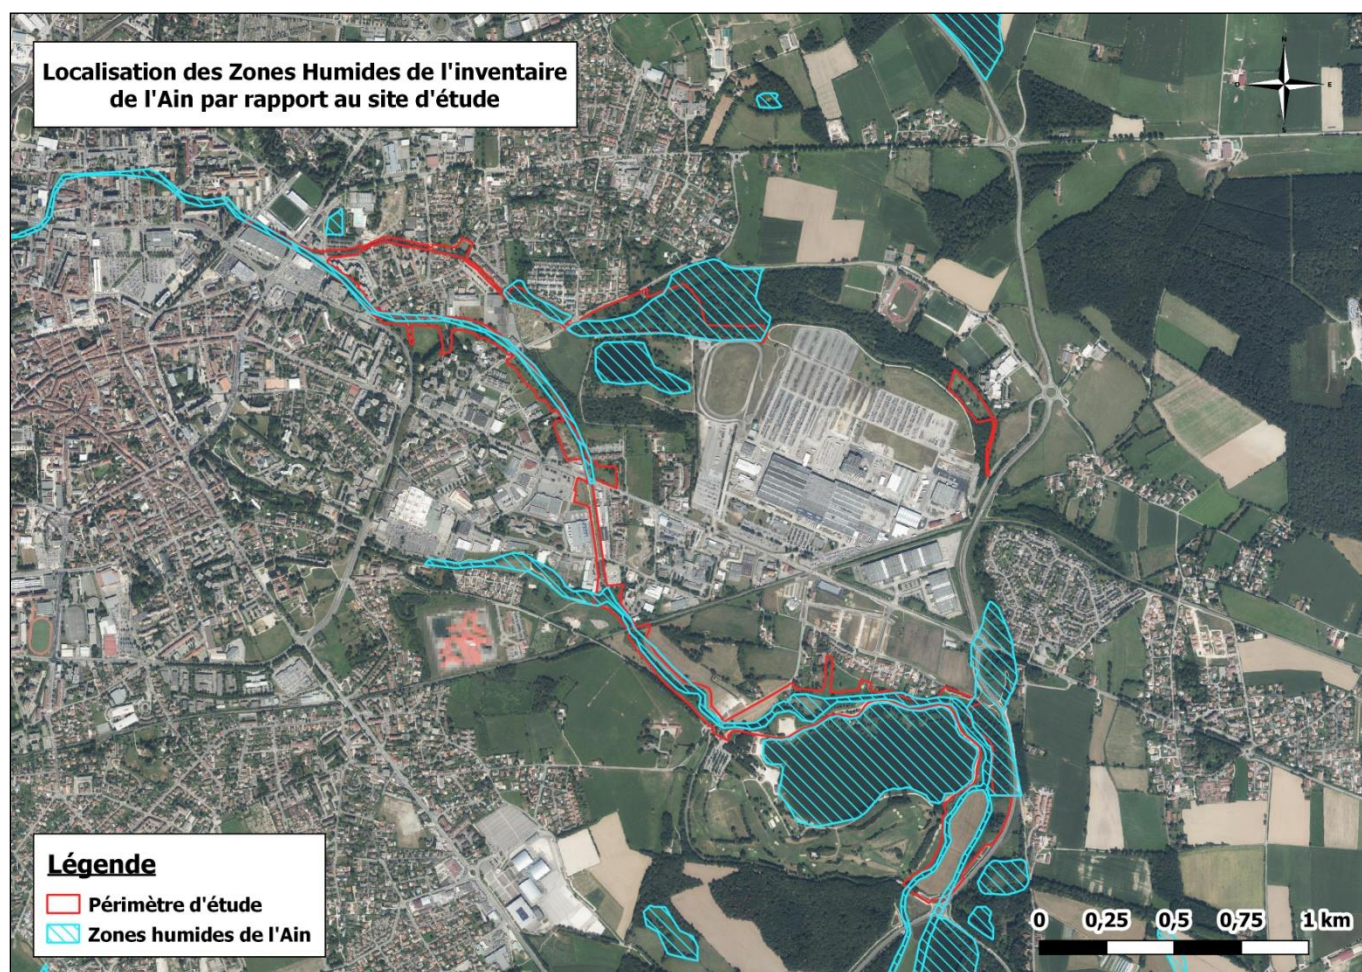 Localisation des Zones Humides de l'inventaire
de l'Ain par rapport au site d'étude
N
O
E
Légende
Périmètre d'étude
Zones humides de l'Ain
0 0,25 0,5 0,75 1 km